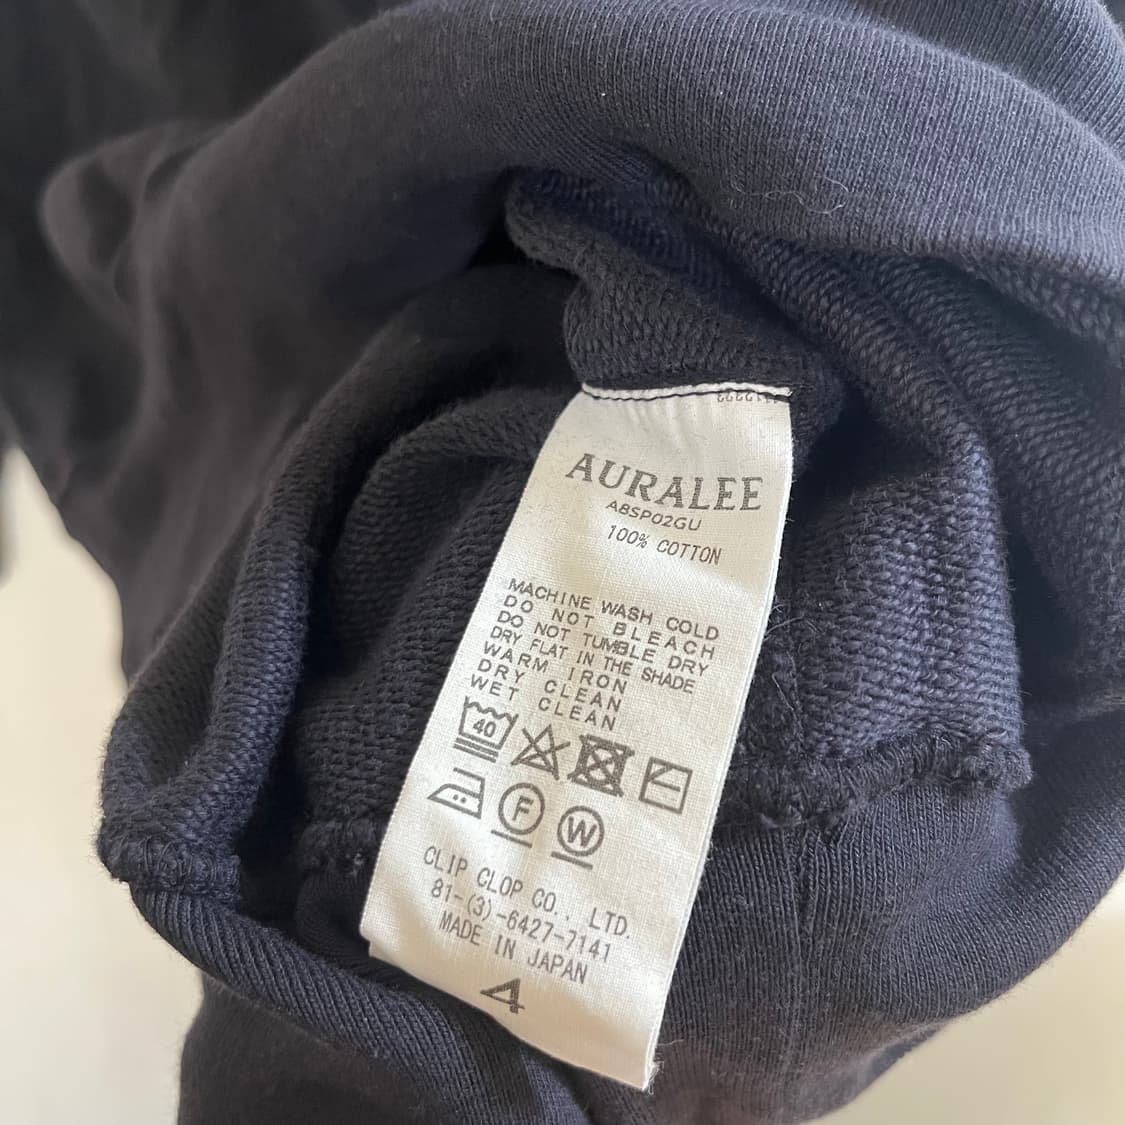 AURALEE
A8SP02GU
100% COTTON
MACHINE WASH COLD
DO NOT BLEACH
DO NOT TUMBLE DRY
DRY FLAT IN THE SHADE
WARM IRON
DRY CLEAN
WET CLEAN
40
F
W
CLIP CLOP CO., LTD.
81-(3)-6427-7141
MADE IN JAPAN
4